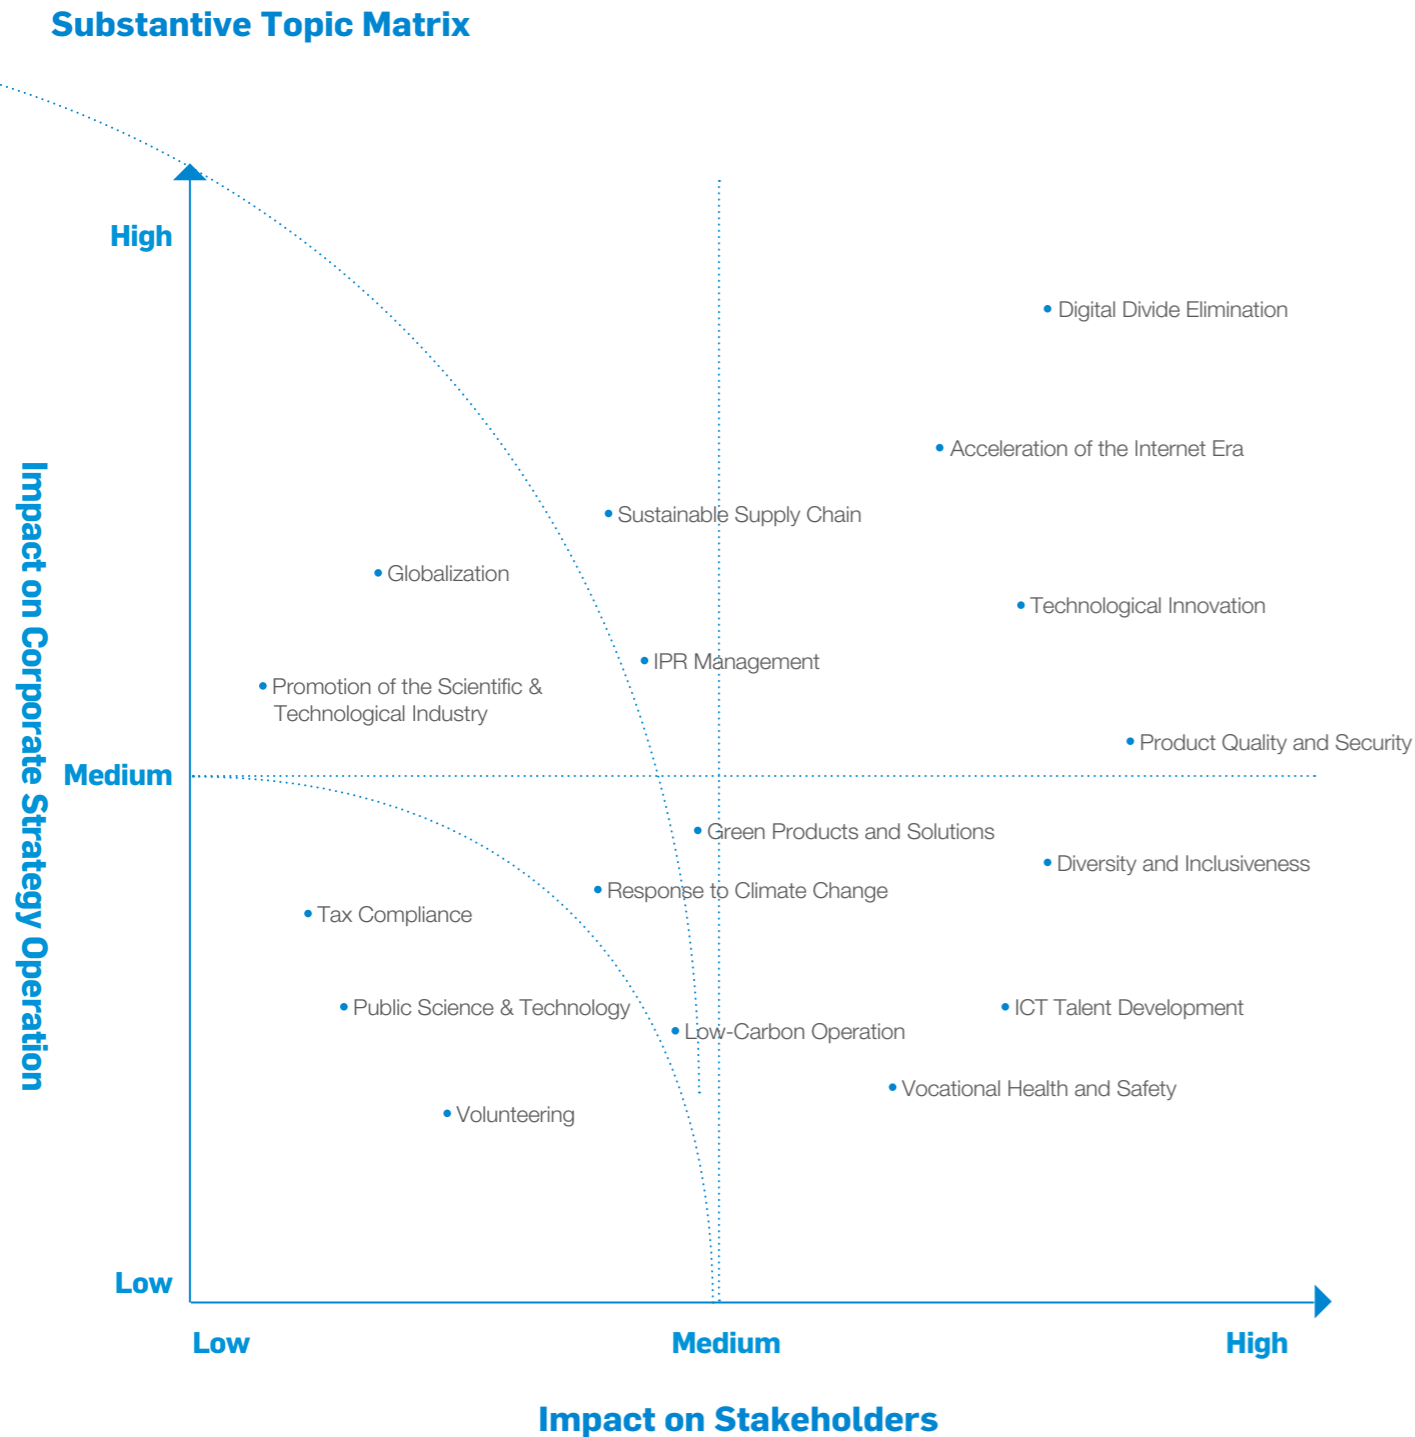 Substantive Topic Matrix
High
Digital Divide Elimination
Acceleration of the Internet Era
Sustainable Supply Chain
Globalization
Technological Innovation
IPR Management
Promotion of the Scientific &
Technological Industry
Product Quality and Security
Medium
Green Products and Solutions
Diversity and Inclusiveness
Response to Climate Change
Tax Compliance
Public Science & Technology
ICT Talent Development
Low-Carbon Operation
Vocational Health and Safety
Volunteering
Low
Impact on Corporate Strategy Operation
Low
Medium
High
Impact on Stakeholders